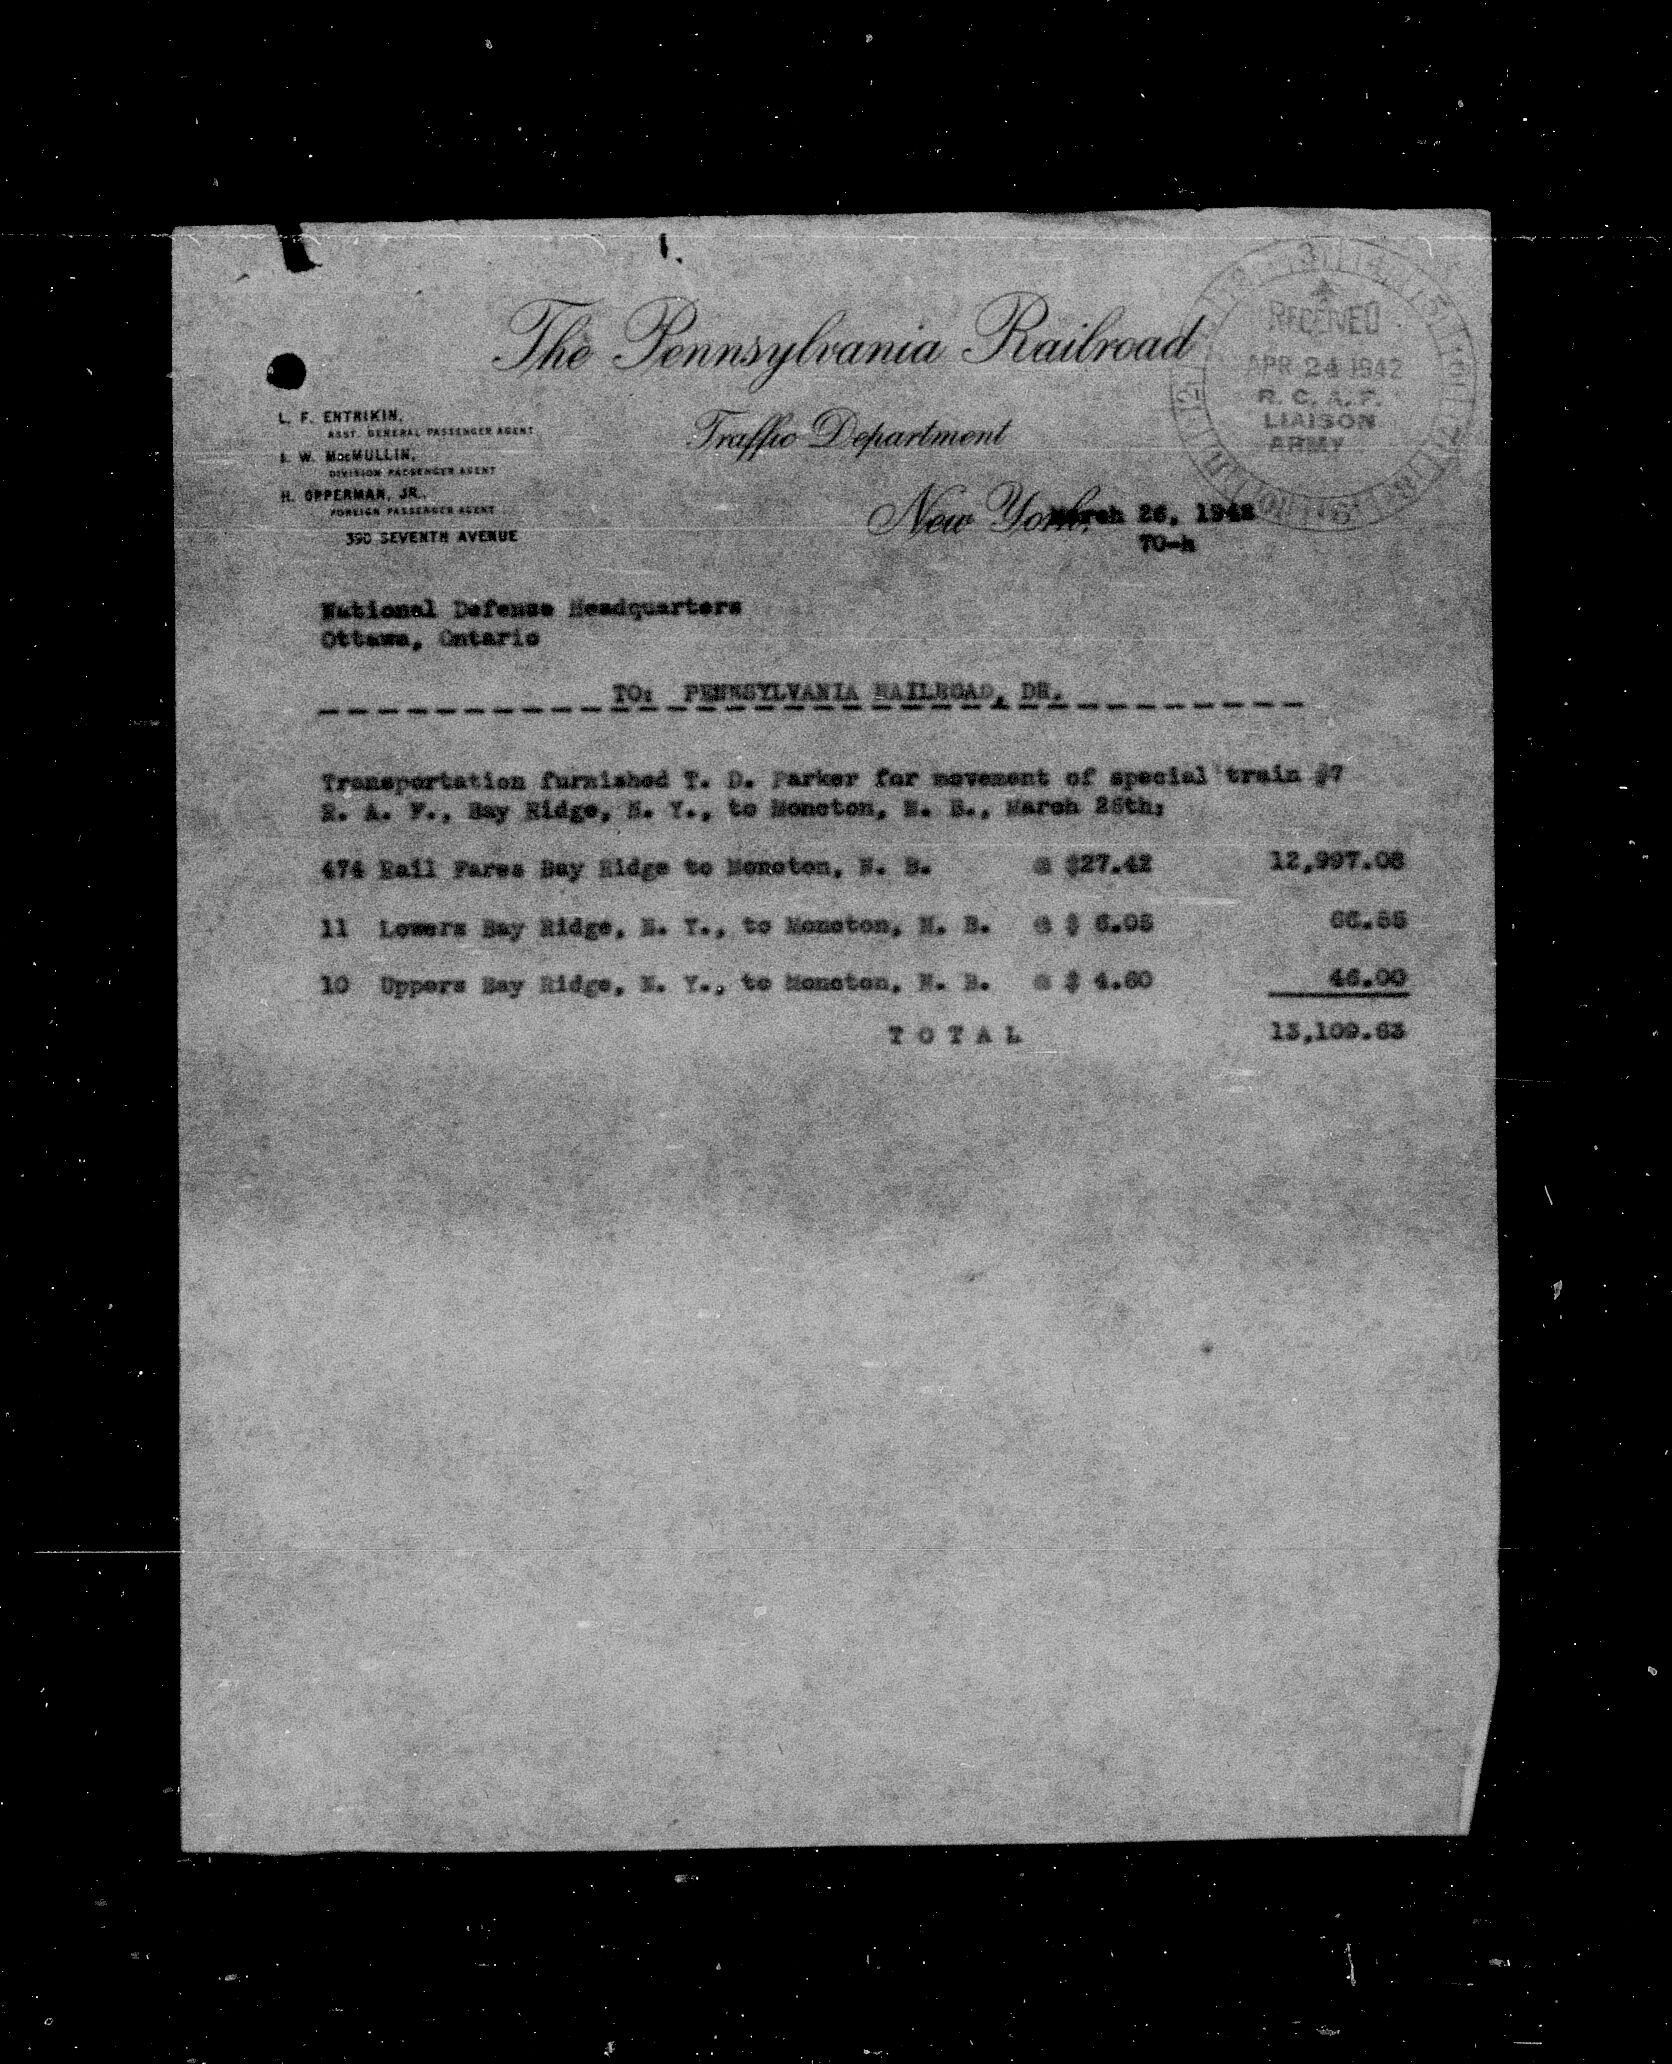 The Pennsylvania Railroad
Traffic Department
RECEIVED
APR 24 1942
R. C. A. F.
LIAISON
ARMY
L. F. ENTRIKIN,
ASST. GENERAL PASSENGER AGENT
I. W. MacMULLIN,
DIVISION PASSENGER AGENT
H. OPPERMAN, JR.,
FOREIGN PASSENGER AGENT
390 SEVENTH AVENUE
New York, March 26, 1942
TO-h
National Defense Headquarters
Ottawa, Ontario
TO: PENNSYLVANIA RAILROAD, DR.
Transportation furnished T. D. Parker for movement of special train #7
R. A. F., Bay Ridge, N. Y., to Moncton, N. B., March 25th;
474 Rail Fares Bay Ridge to Moncton, N. B. @ $27.42 12,997.08
11 Lowers Bay Ridge, N. Y., to Moncton, N. B. @ $ 6.05 66.55
10 Uppers Bay Ridge, N. Y., to Moncton, N. B. @ $ 4.60 46.00
T O T A L 13,109.63